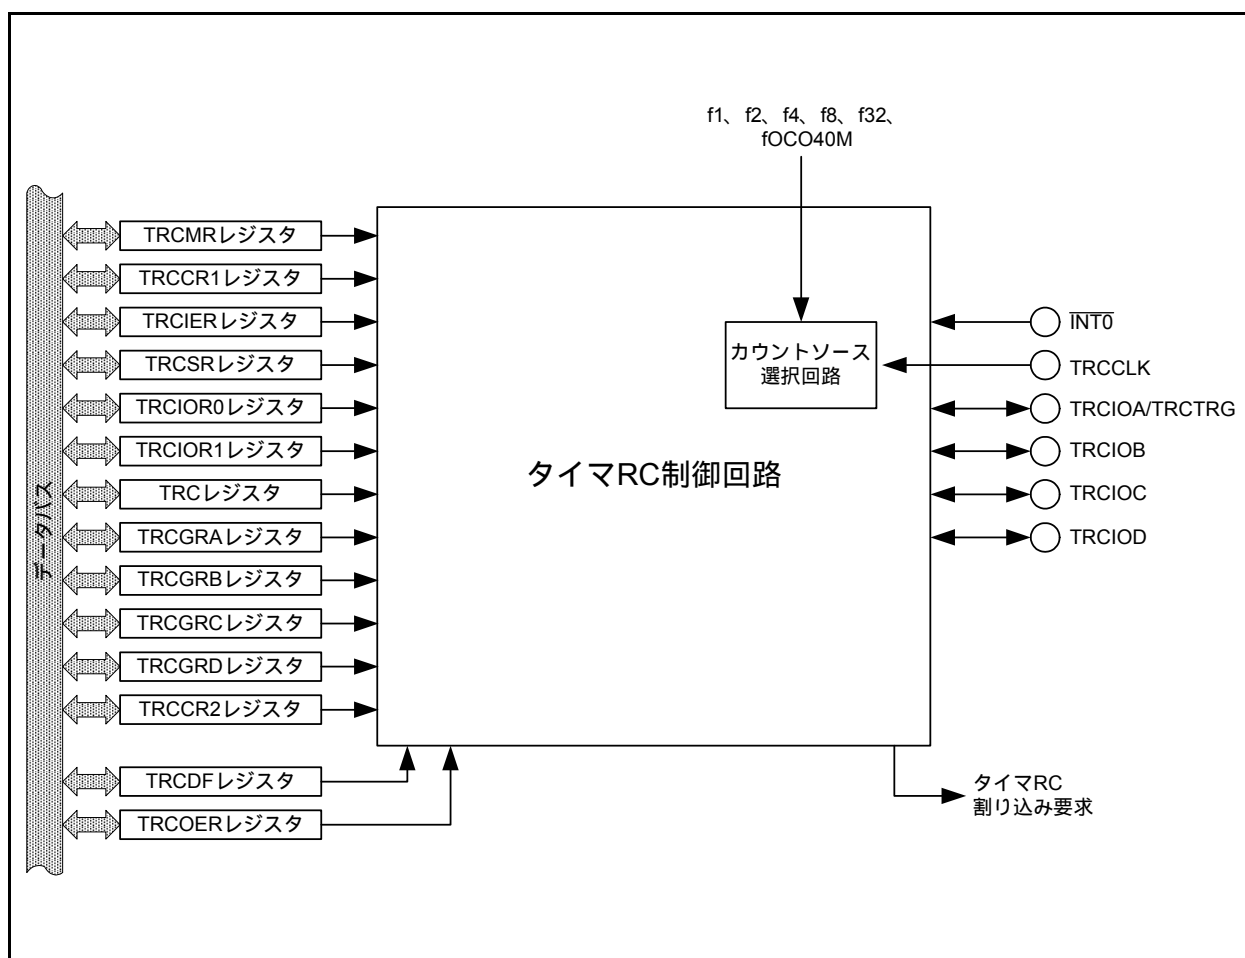 f1、 f2、 f4、 f8、 f32、
fOCO40M
データバス
TRCMRレジスタ
TRCCR1レジスタ
TRCIERレジスタ
TRCSRレジスタ
TRCIOR0レジスタ
TRCIOR1レジスタ
TRCレジスタ
TRCGRAレジスタ
TRCGRBレジスタ
TRCGRCレジスタ
TRCGRDレジスタ
TRCCR2レジスタ
TRCDFレジスタ
TRCOERレジスタ
カウントソース
選択回路
タイマRC制御回路
INT0
TRCCLK
TRCIOA/TRCTRG
TRCIOB
TRCIOC
TRCIOD
タイマRC
割り込み要求